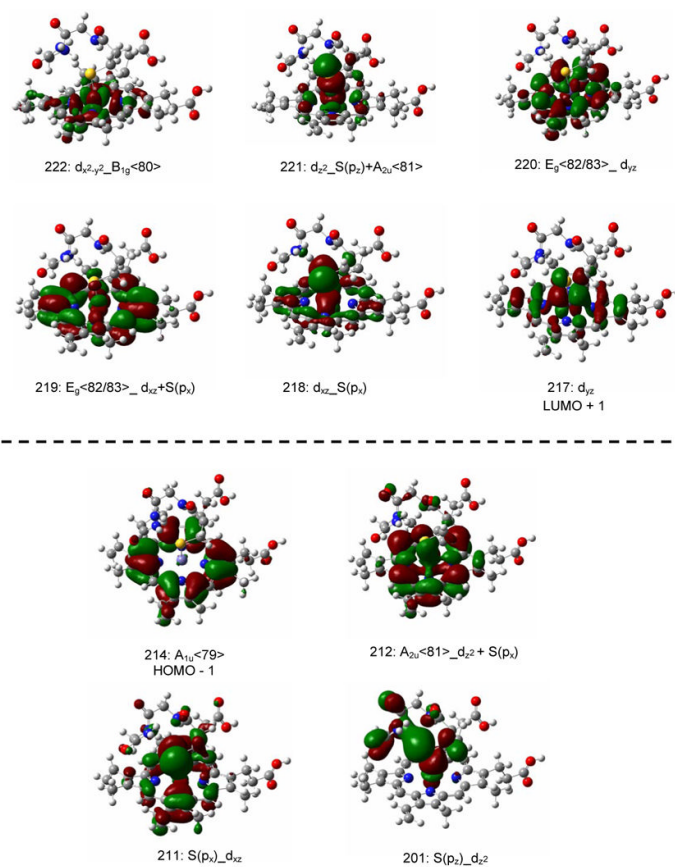 222: dx²-y²_B1g<80>
221: dz²_S(pz)+A2u<81>
220: Eg<82/83>_ dyz
219: Eg<82/83>_ dxz+S(px)
218: dxz_S(px)
217: dyz
LUMO + 1
214: A1u<79>
HOMO - 1
212: A2u<81>_dz² + S(px)
211: S(px)_dxz
201: S(pz)_dz²